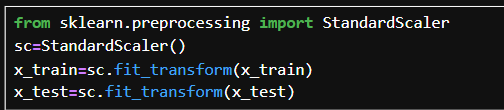 from sklearn.preprocessing import StandardScaler
sc=StandardScaler()
x_train=sc.fit_transform(x_train)
x_test=sc.fit_transform(x_test)